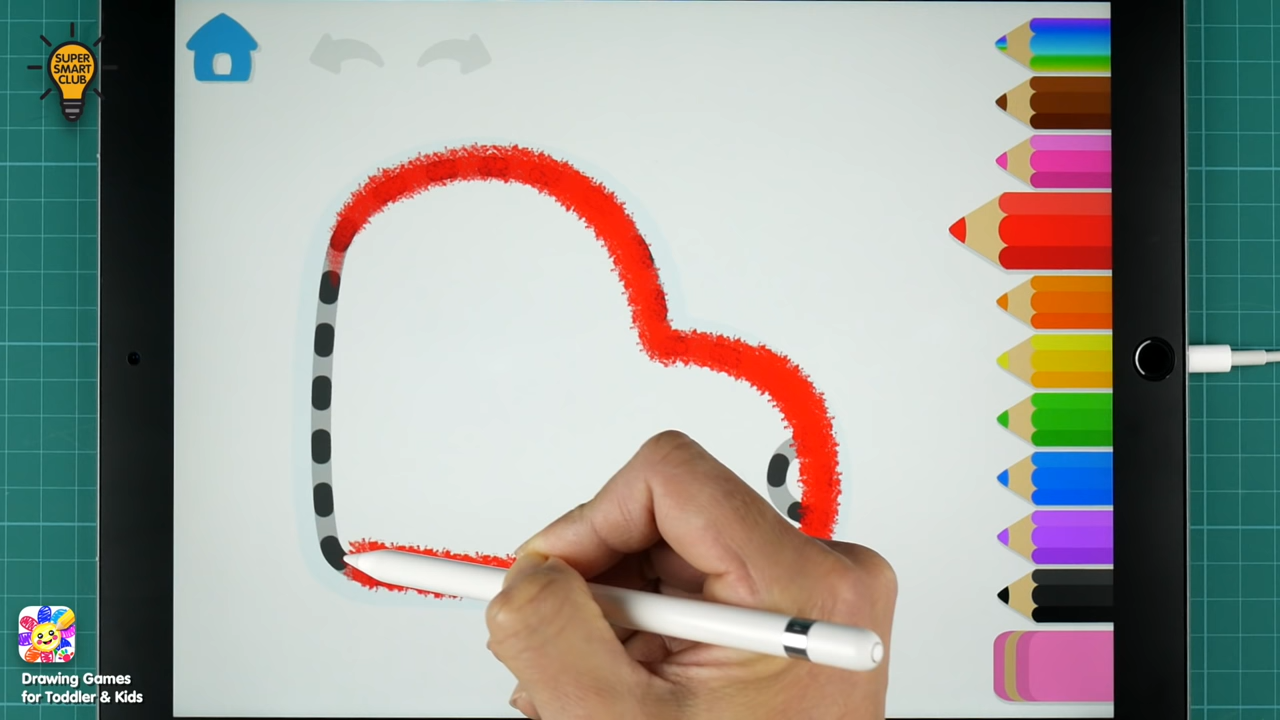 SUPER
SMART
CLUB
Drawing Games
for Toddler & Kids